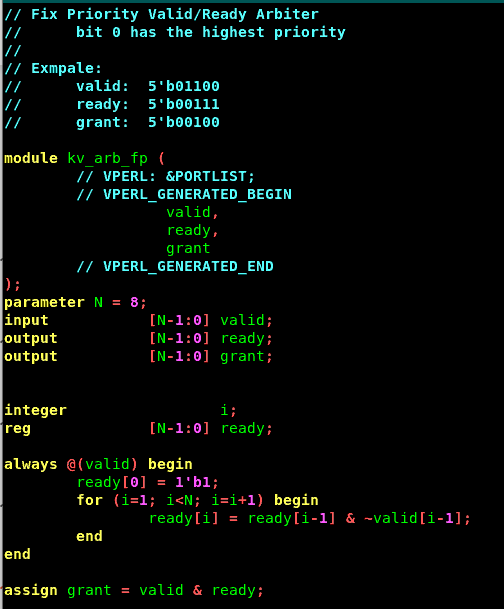 // Fix Priority Valid/Ready Arbiter
//      bit 0 has the highest priority
//
// Exmpale:
//      valid:  5'b01100
//      ready:  5'b00111
//      grant:  5'b00100

module kv_arb_fp (
        // VPERL: &PORTLIST;
        // VPERL_GENERATED_BEGIN
                  valid,
                  ready,
                  grant
        // VPERL_GENERATED_END
);
parameter N = 8;
input           [N-1:0] valid;
output          [N-1:0] ready;
output          [N-1:0] grant;


integer                 i;
reg             [N-1:0] ready;

always @(valid) begin
        ready[0] = 1'b1;
        for (i=1; i<N; i=i+1) begin
                ready[i] = ready[i-1] & ~valid[i-1];
        end
end

assign grant = valid & ready;